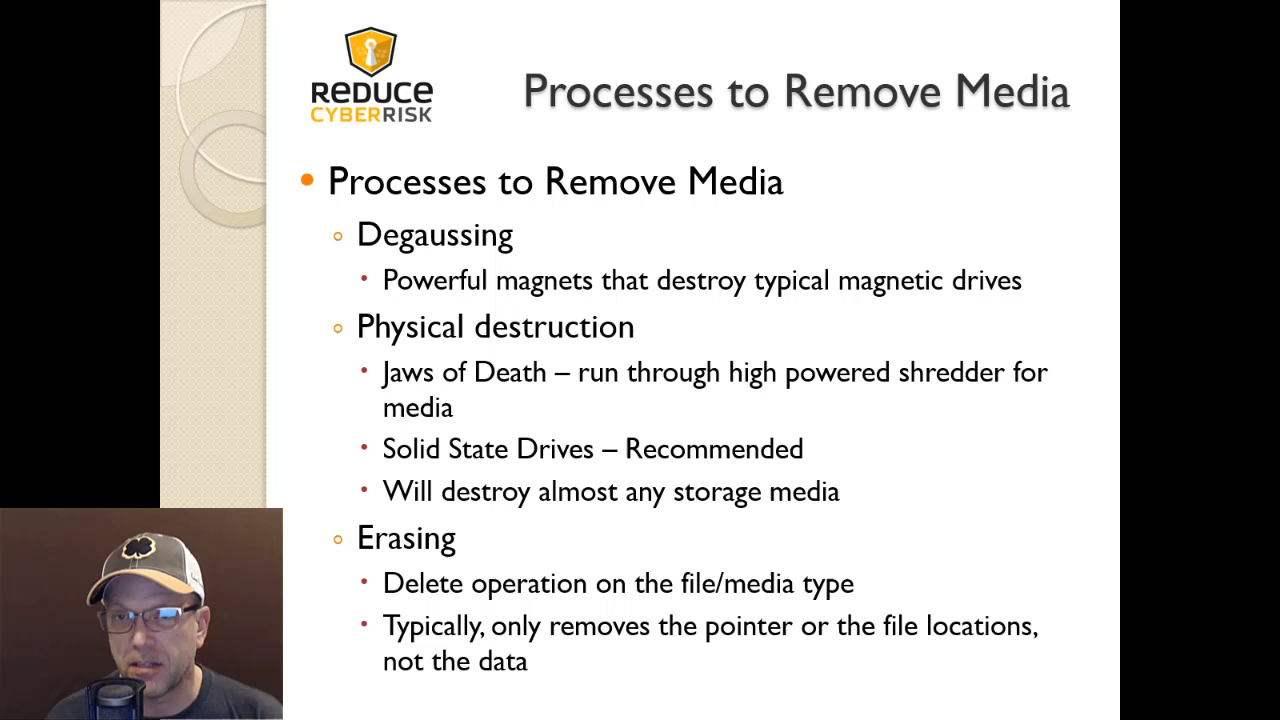 REDUCE
CYBERRISK
Processes to Remove Media
Processes to Remove Media
Degaussing
Powerful magnets that destroy typical magnetic drives
Physical destruction
Jaws of Death – run through high powered shredder for
media
Solid State Drives – Recommended
Will destroy almost any storage media
Erasing
Delete operation on the file/media type
Typically, only removes the pointer or the file locations,
not the data